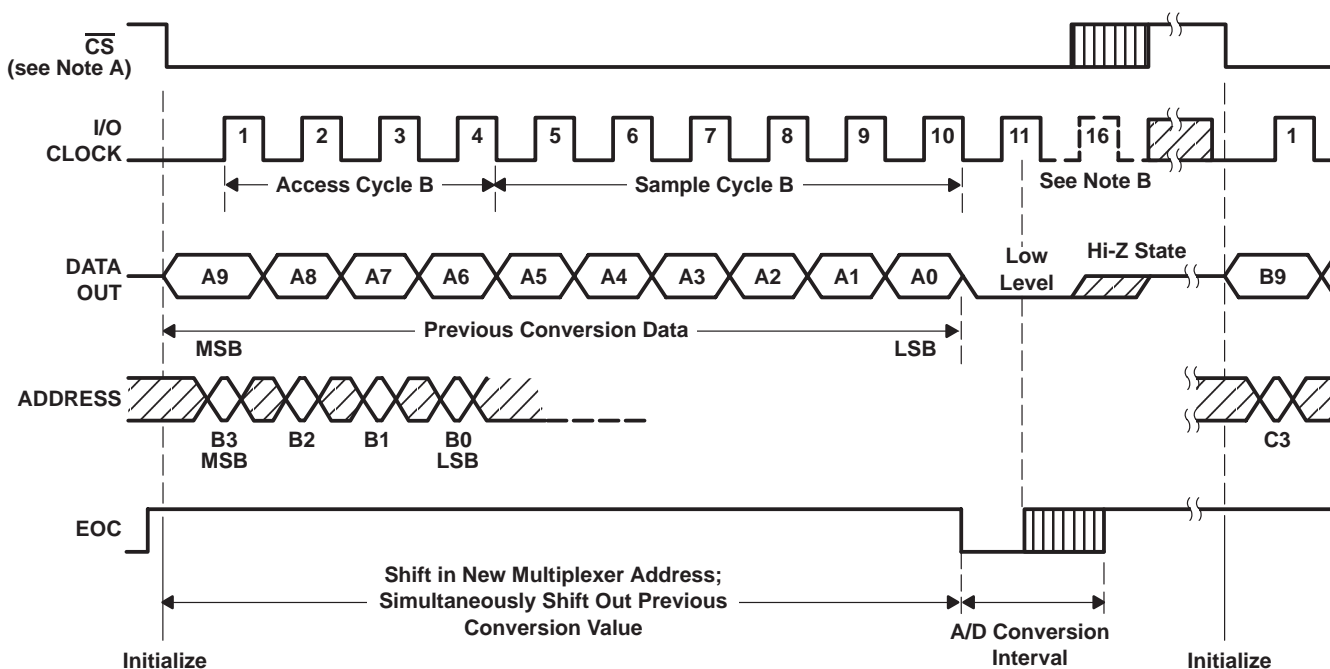 CS
(see Note A)
I/O
CLOCK
1 2 3 4 5 6 7 8 9 10 11 16 1
Access Cycle B
Sample Cycle B
See Note B
DATA
OUT
A9 A8 A7 A6 A5 A4 A3 A2 A1 A0
Low
Level
Hi-Z State
B9
Previous Conversion Data
MSB
LSB
ADDRESS
B3 B2 B1 B0
MSB LSB
C3
EOC
Shift in New Multiplexer Address;
Simultaneously Shift Out Previous
Conversion Value
A/D Conversion
Interval
Initialize
Initialize